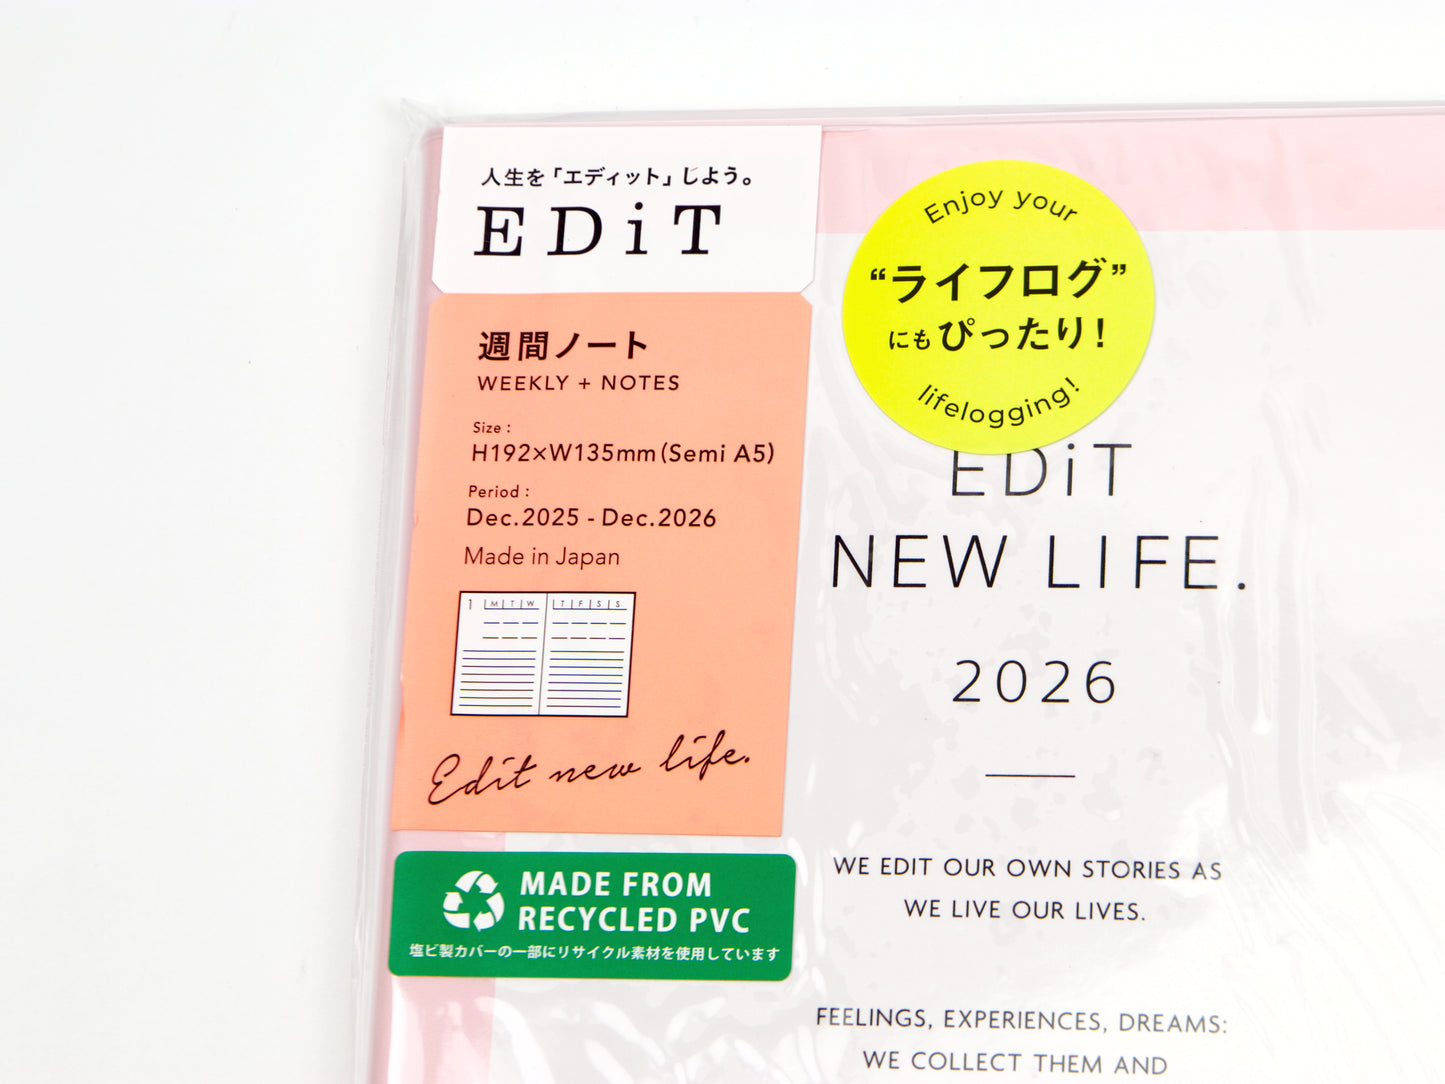 人生を「エディット」しよう。
EDiT
週間ノート
WEEKLY + NOTES
Size :
H192×W135mm(Semi A5)
Period :
Dec.2025 - Dec.2026
Made in Japan
1 M T W T F S S
Edit new life.
MADE FROM
RECYCLED PVC
塩ビ製カバーの一部にリサイクル素材を使用しています
Enjoy your
“ライフログ”
にもぴったり！
lifelogging!
EDiT
NEW LIFE.
2026
WE EDIT OUR OWN STORIES AS
WE LIVE OUR LIVES.
FEELINGS, EXPERIENCES, DREAMS:
WE COLLECT THEM AND